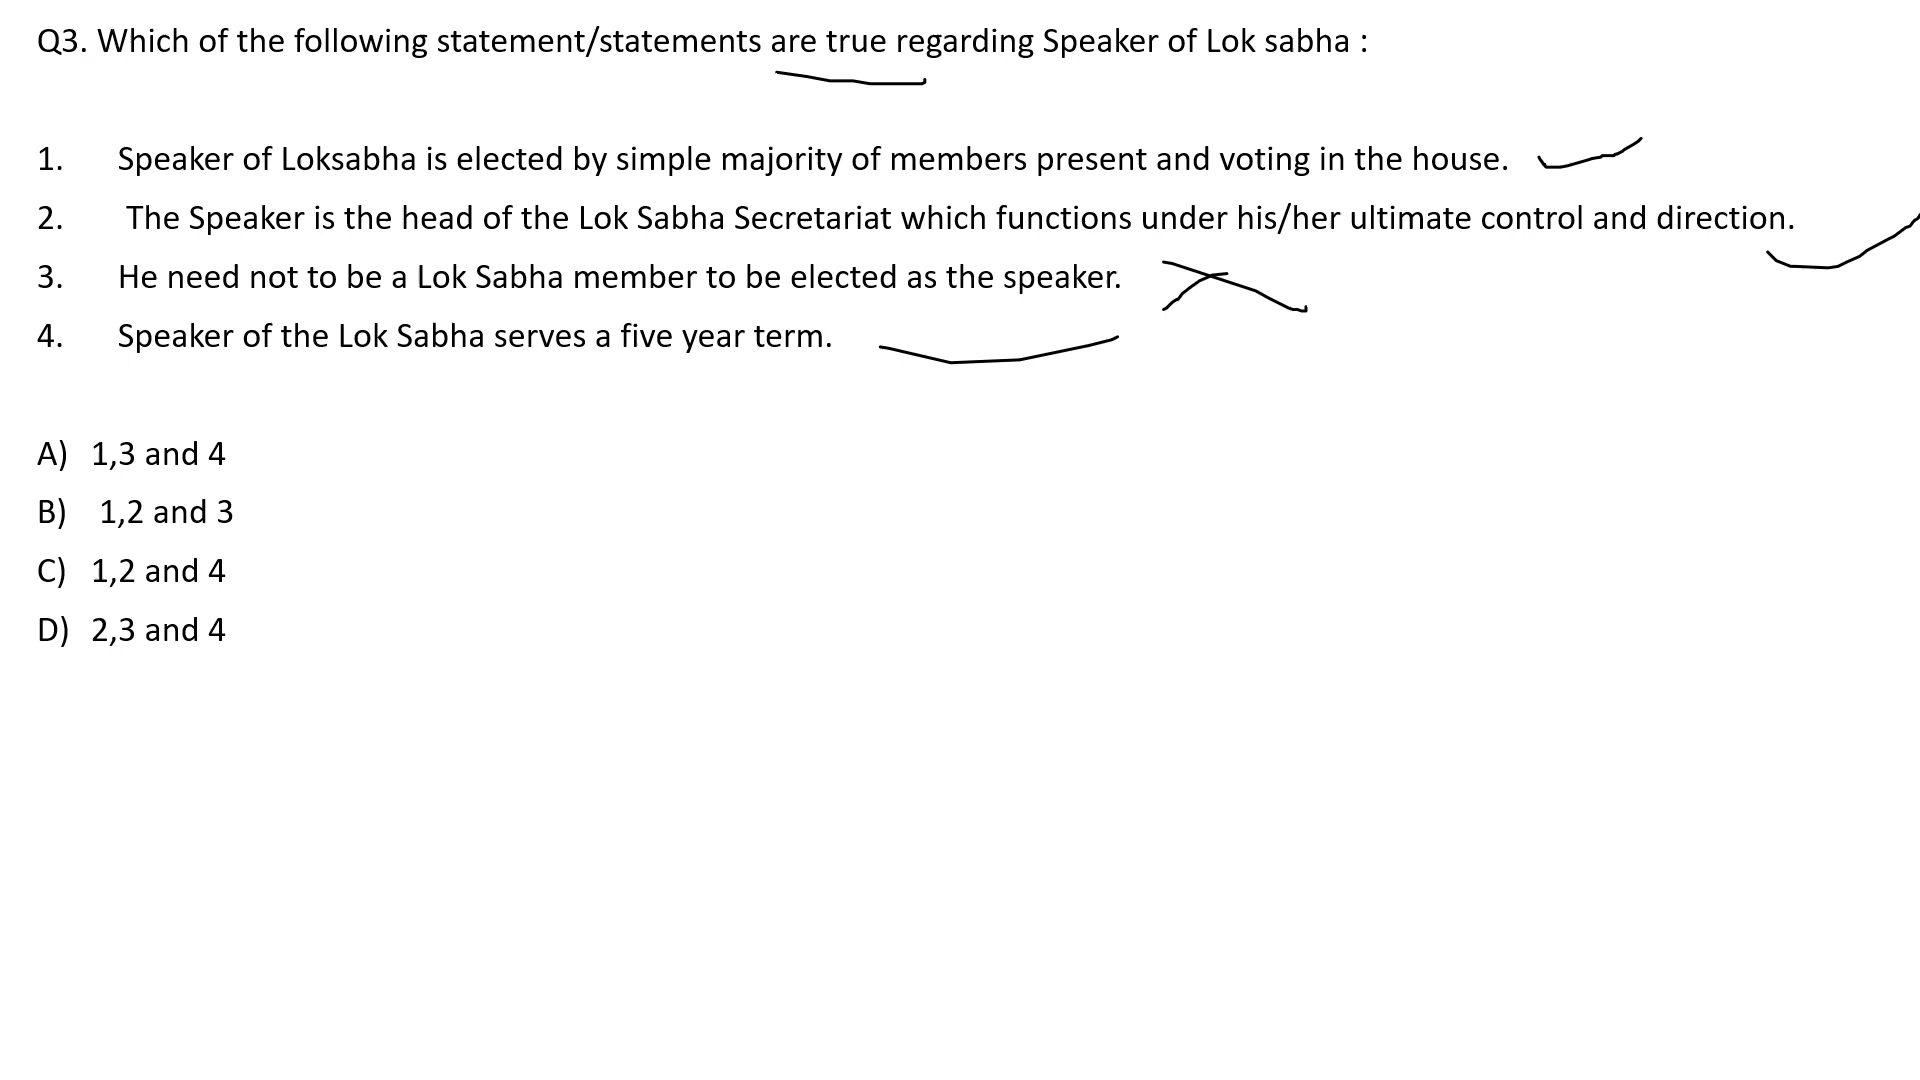 Q3. Which of the following statement/statements are true regarding Speaker of Lok sabha :
1. Speaker of Loksabha is elected by simple majority of members present and voting in the house.
2. The Speaker is the head of the Lok Sabha Secretariat which functions under his/her ultimate control and direction.
3. He need not to be a Lok Sabha member to be elected as the speaker.
4. Speaker of the Lok Sabha serves a five year term.
A) 1,3 and 4
B) 1,2 and 3
C) 1,2 and 4
D) 2,3 and 4